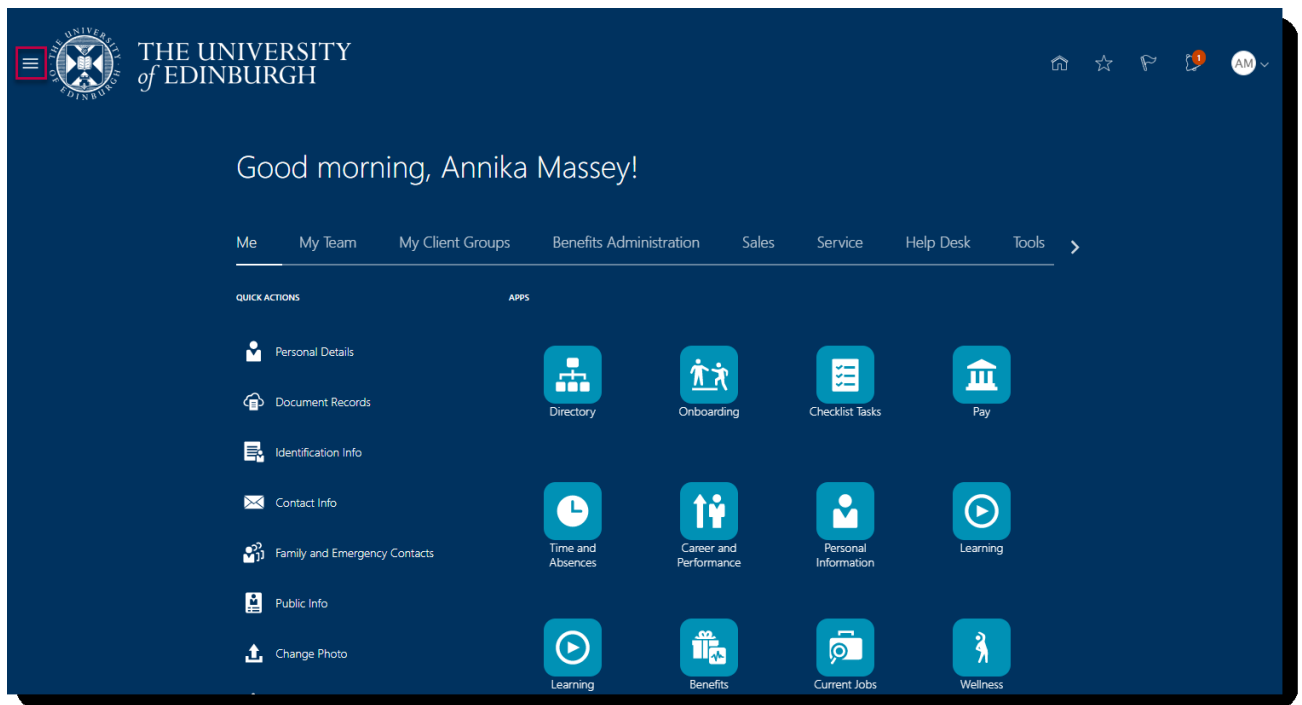 UNIVERS
OF EDINBURGH
THE UNIVERSITY
of EDINBURGH
1
AM
Good morning, Annika Massey!
Me My Team My Client Groups Benefits Administration Sales Service Help Desk Tools
QUICK ACTIONS APPS
Personal Details
Document Records
Identification Info
Contact Info
Family and Emergency Contacts
Public Info
Change Photo
Directory Onboarding Checklist Tasks Pay
Time and
Absences
Career and
Performance
Personal
Information
Learning
Learning Benefits Current Jobs Wellness